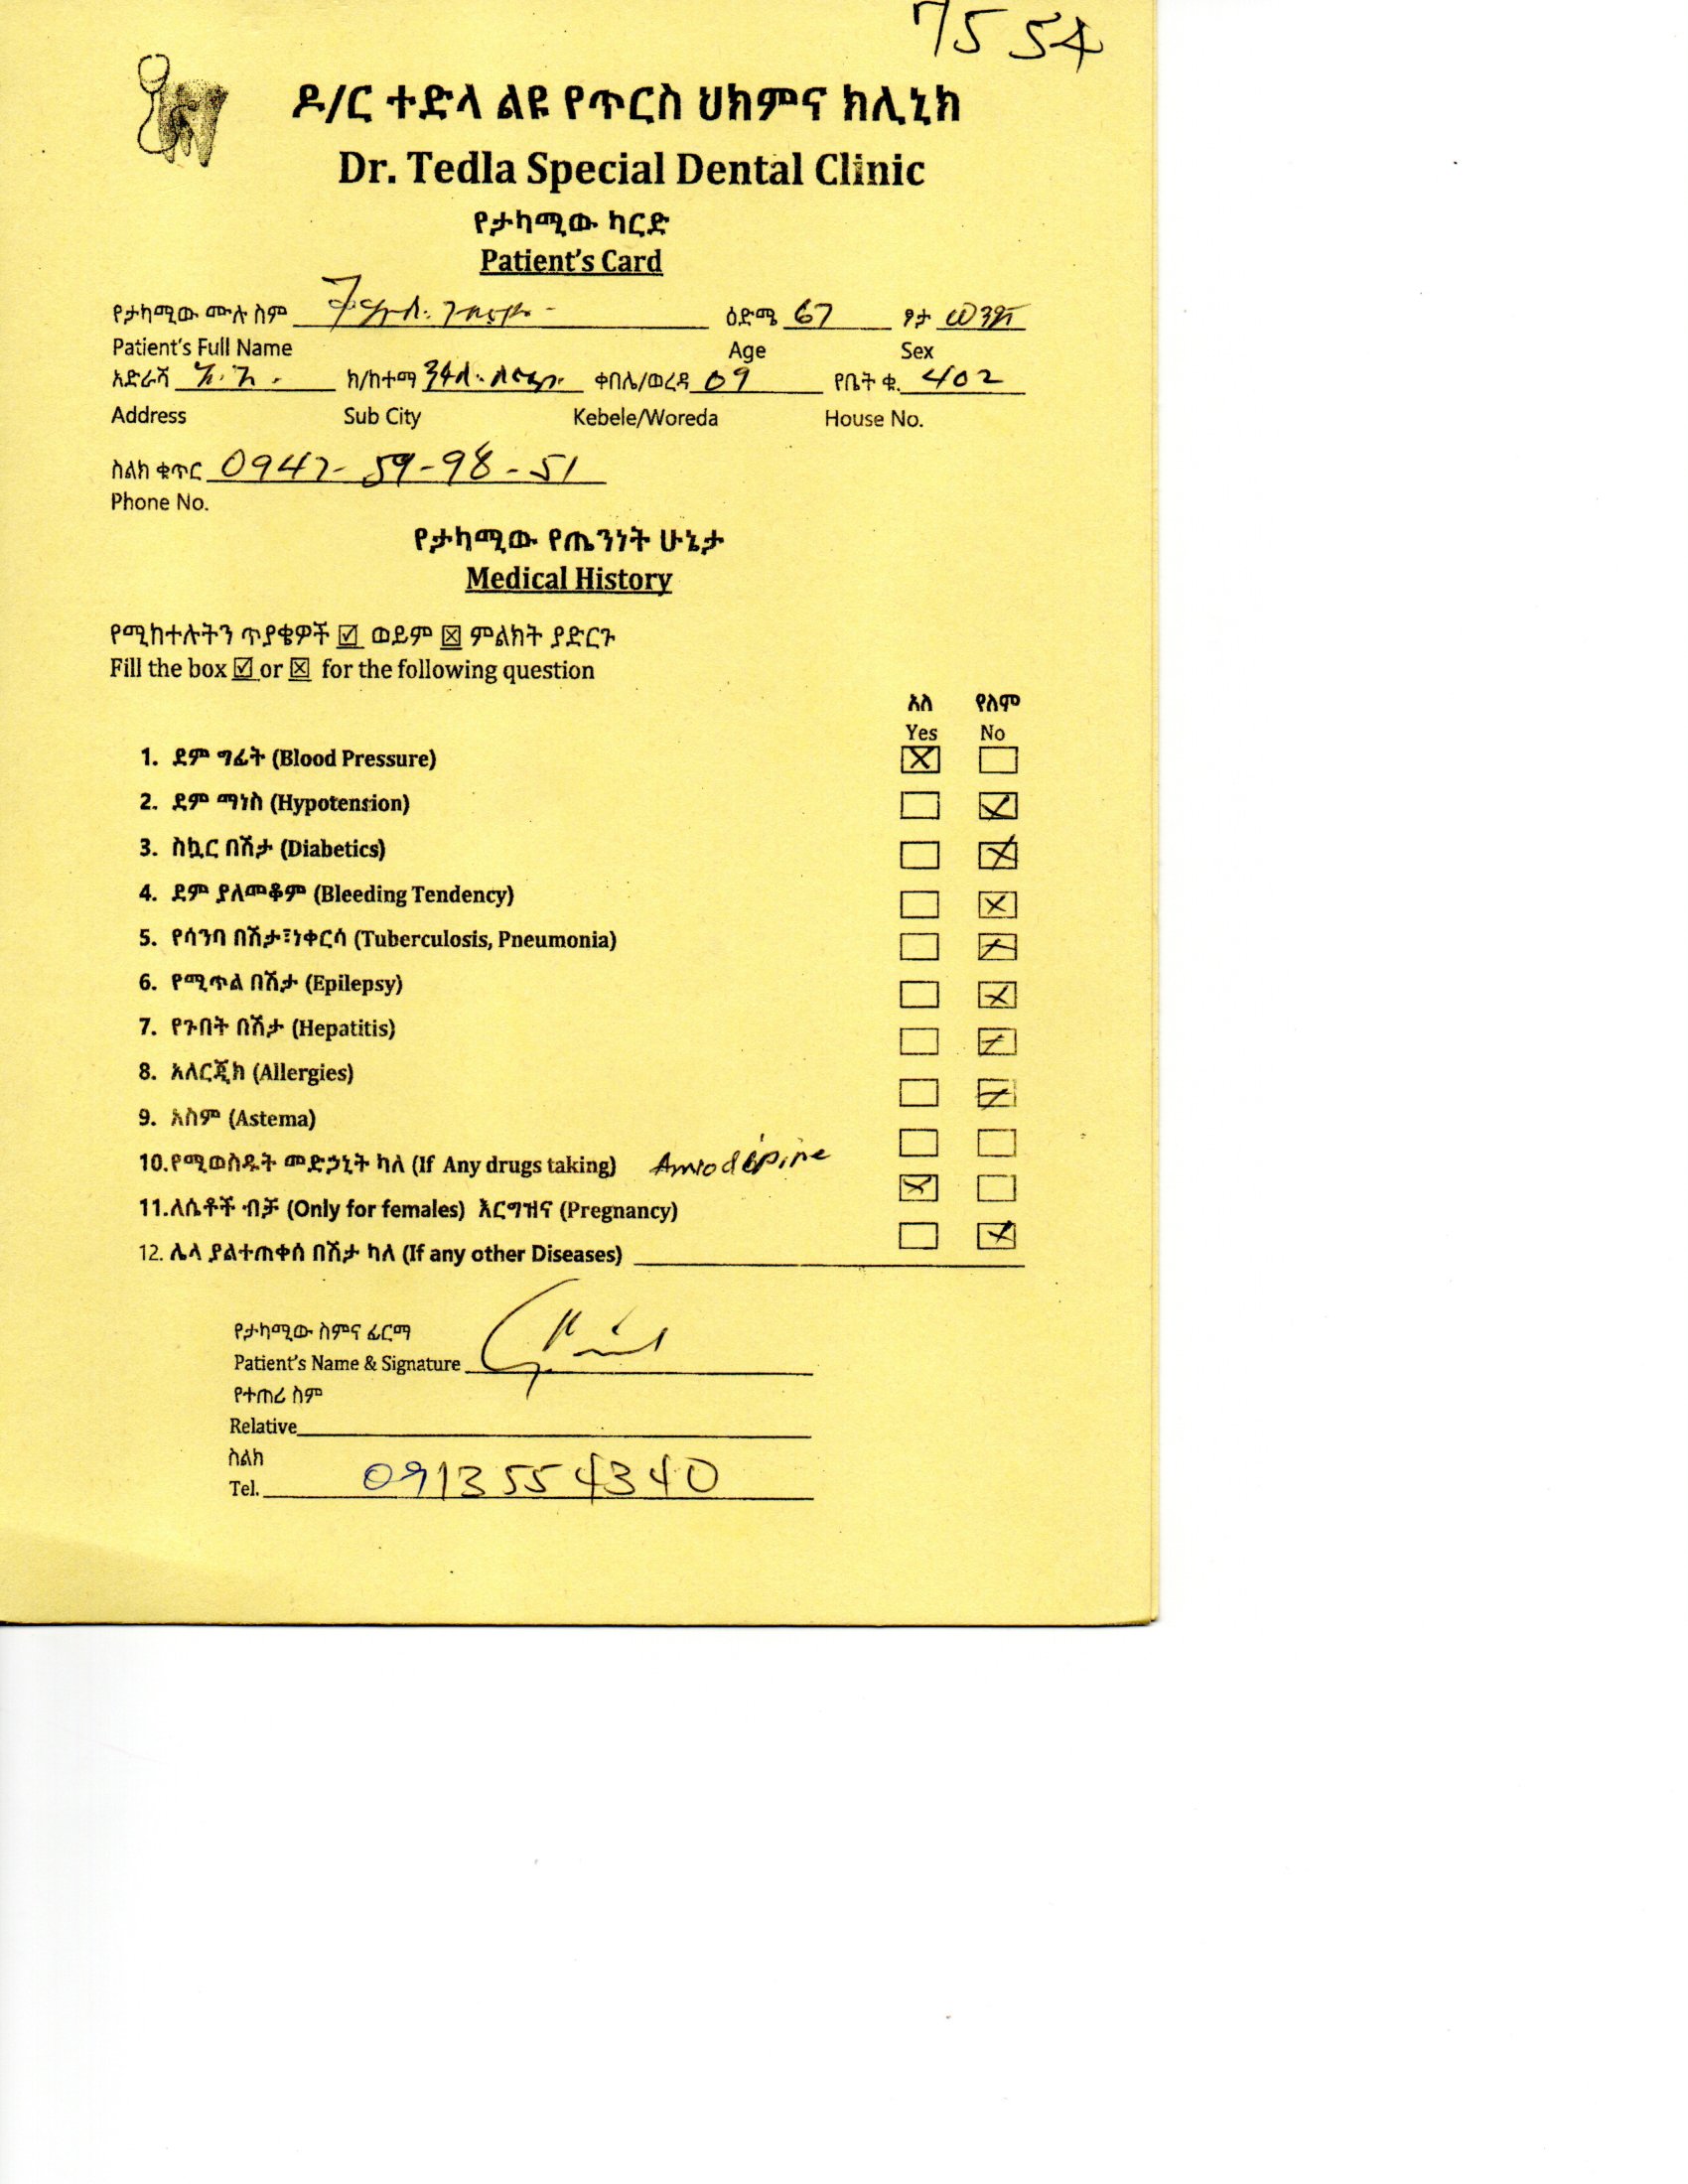 7554
ዶ/ር ተድላ ልዩ የጥርስ ህክምና ክሊኒክ
Dr. Tedla Special Dental Clinic
የታካሚው ካርድ
Patient's Card
የታካሚው ሙሉ ስም ዕድሜ 67 ፆታ ወንድ
Patient's Full Name Age Sex
አድራሻ አ.አ. ክ/ከተማ ቀበሌ/ወረዳ 09 የቤት ቁ. 402
Address Sub City Kebele/Woreda House No.
ስልክ ቁጥር 0947-59-98-51
Phone No.
የታካሚው የጤንነት ሁኔታ
Medical History
የሚከተሉትን ጥያቄዎች ☑ ወይም ☒ ምልክት ያድርጉ
Fill the box ☑ or ☒ for the following question
አለ የለም
Yes No
1. ደም ግፊት (Blood Pressure)
2. ደም ማነስ (Hypotension)
3. ስኳር በሽታ (Diabetics)
4. ደም ያለመቆም (Bleeding Tendency)
5. የሳንባ በሽታ፣ነቀርሳ (Tuberculosis, Pneumonia)
6. የሚጥል በሽታ (Epilepsy)
7. የጉበት በሽታ (Hepatitis)
8. አለርጂክ (Allergies)
9. አስም (Astema)
10.የሚወስዱት መድኃኒት ካለ (If Any drugs taking) Amlodipine
11.ለሴቶች ብቻ (Only for females) እርግዝና (Pregnancy)
12. ሌላ ያልተጠቀሰ በሽታ ካለ (If any other Diseases)
የታካሚው ስምና ፊርማ
Patient's Name & Signature
የተጠሪ ስም
Relative
ስልክ
Tel. 0913554340